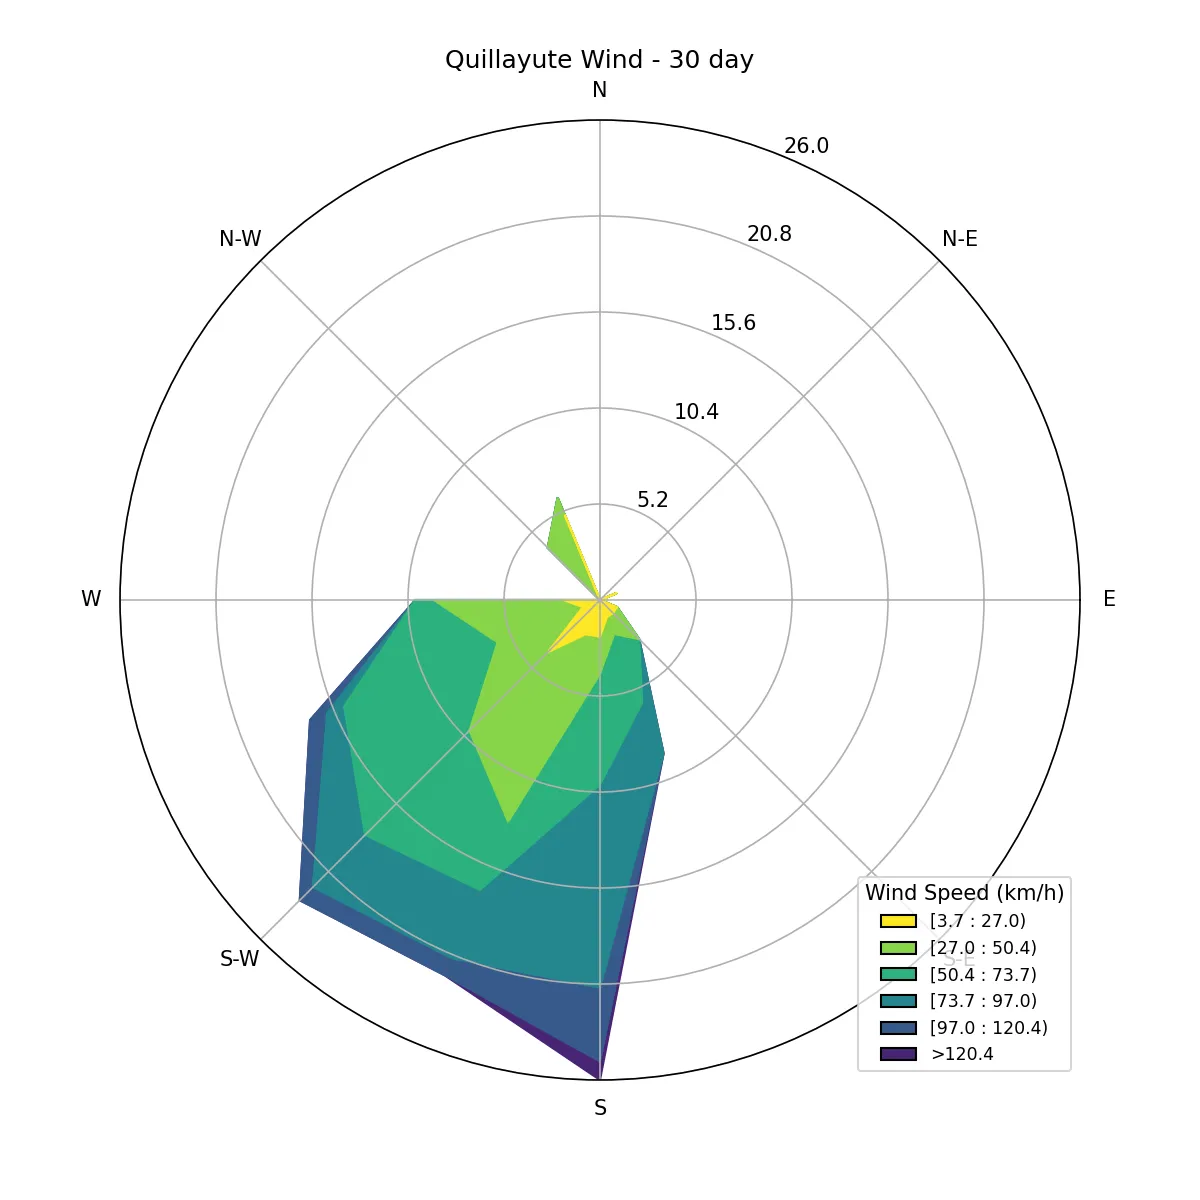 Quillayute Wind - 30 day
N
26.0
N-W
20.8
N-E
15.6
10.4
5.2
W
E
Wind Speed (km/h)
[3.7 : 27.0)
[27.0 : 50.4)
S-W
S-E
[50.4 : 73.7)
[73.7 : 97.0)
[97.0 : 120.4)
>120.4
S